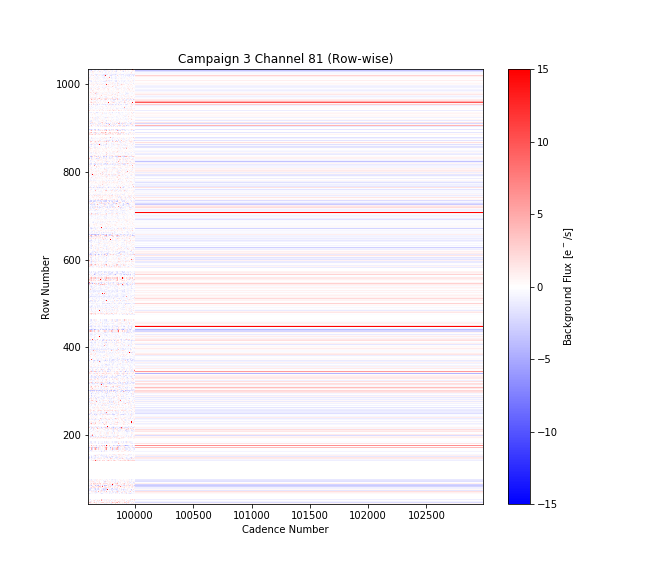 Campaign 3 Channel 81 (Row-wise)
1000
800
600
400
200
Row Number
100000 100500 101000 101500 102000 102500
Cadence Number
15
10
5
0
−5
−10
−15
Background Flux [e⁻/s]